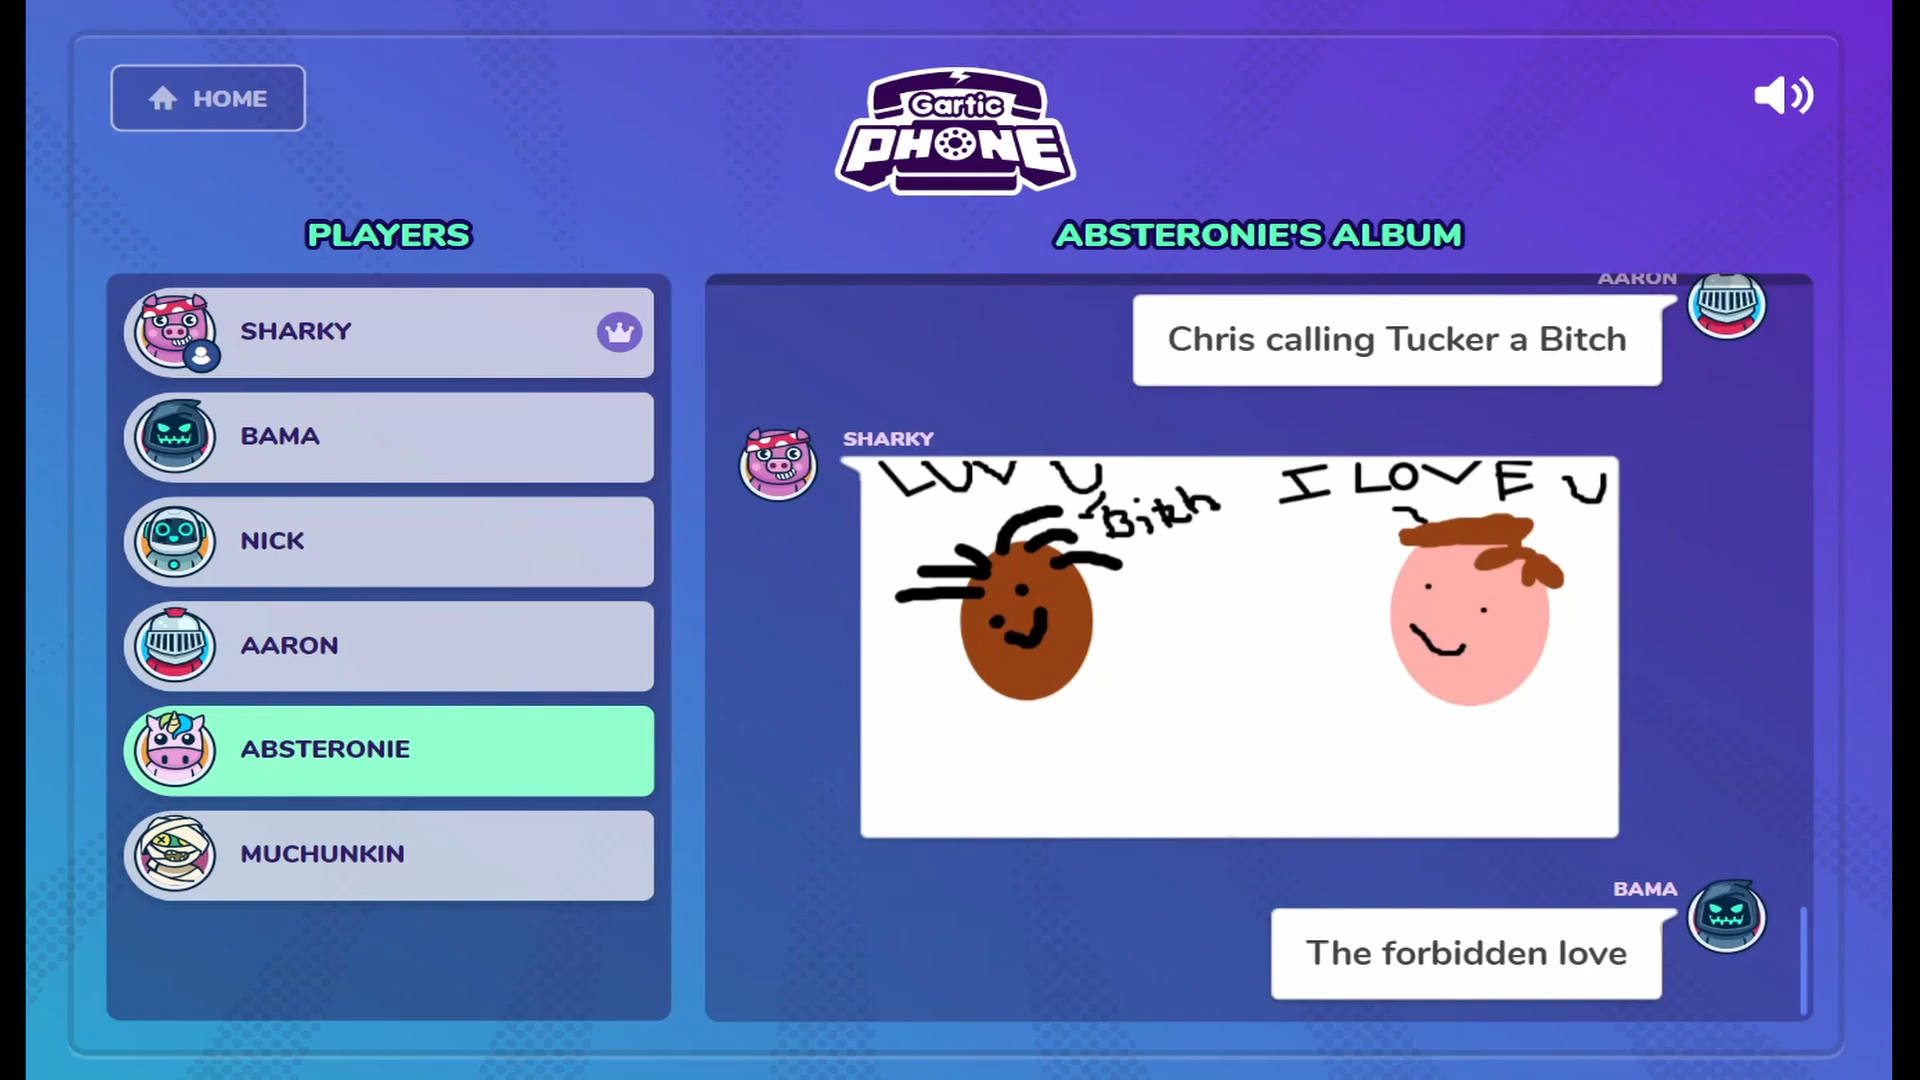 HOME
Gartic
PHONE
PLAYERS
SHARKY
BAMA
NICK
AARON
ABSTERONIE
MUCHUNKIN
ABSTERONIE'S ALBUM
AARON
Chris calling Tucker a Bitch
SHARKY
LUV U I LOVE U
Bitch
BAMA
The forbidden love